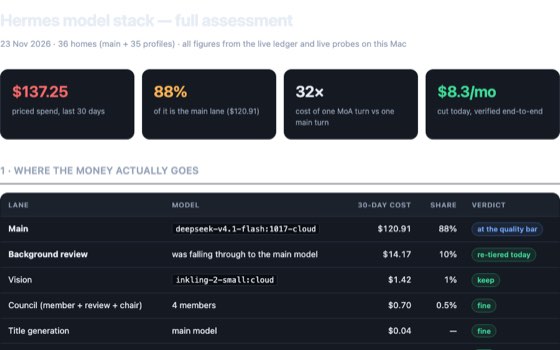 Hermes model stack — full assessment
23 Nov 2026 · 36 homes (main + 35 profiles) · all figures from the live ledger and live probes on this Mac
$137.25
priced spend, last 30 days
88%
of it is the main lane ($120.91)
32×
cost of one MoA turn vs one
main turn
$8.3/mo
cut today, verified end-to-end
1 · WHERE THE MONEY ACTUALLY GOES
LANE MODEL 30-DAY COST SHARE VERDICT
Main deepseek-v4.1-flash:1017-cloud $120.91 88% at the quality bar
Background review was falling through to the main model $14.17 10% re-tiered today
Vision inkling-2-small:cloud $1.42 1% keep
Council (member + review + chair) 4 members $0.70 0.5% fine
Title generation main model $0.04 — fine